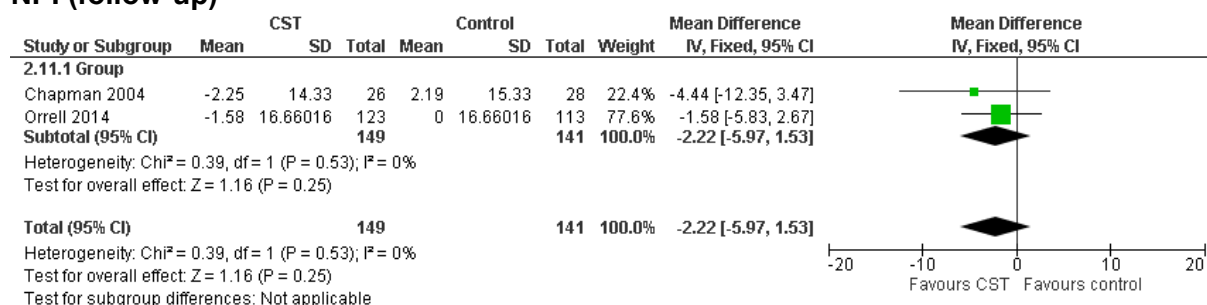 NPI (follow-up)
CST Control Mean Difference Mean Difference
Study or Subgroup Mean SD Total Mean SD Total Weight IV, Fixed, 95% CI IV, Fixed, 95% CI
2.11.1 Group
Chapman 2004 -2.25 14.33 26 2.19 15.33 28 22.4% -4.44 [-12.35, 3.47]
Orrell 2014 -1.58 16.66016 123 0 16.66016 113 77.6% -1.58 [-5.83, 2.67]
Subtotal (95% CI) 149 141 100.0% -2.22 [-5.97, 1.53]
Heterogeneity: Chi² = 0.39, df = 1 (P = 0.53); I² = 0%
Test for overall effect: Z = 1.16 (P = 0.25)
Total (95% CI) 149 141 100.0% -2.22 [-5.97, 1.53]
Heterogeneity: Chi² = 0.39, df = 1 (P = 0.53); I² = 0%
Test for overall effect: Z = 1.16 (P = 0.25)
Test for subgroup differences: Not applicable
-20 -10 0 10 20
Favours CST Favours control